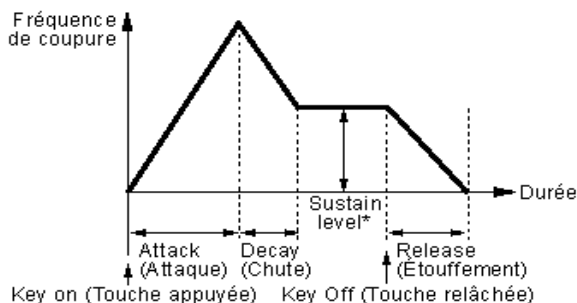 Fréquence
de coupure
Durée
Sustain
level*
Attack
(Attaque)
Decay
(Chute)
Release
(Étouffement)
Key on (Touche appuyée)
Key Off (Touche relâchée)